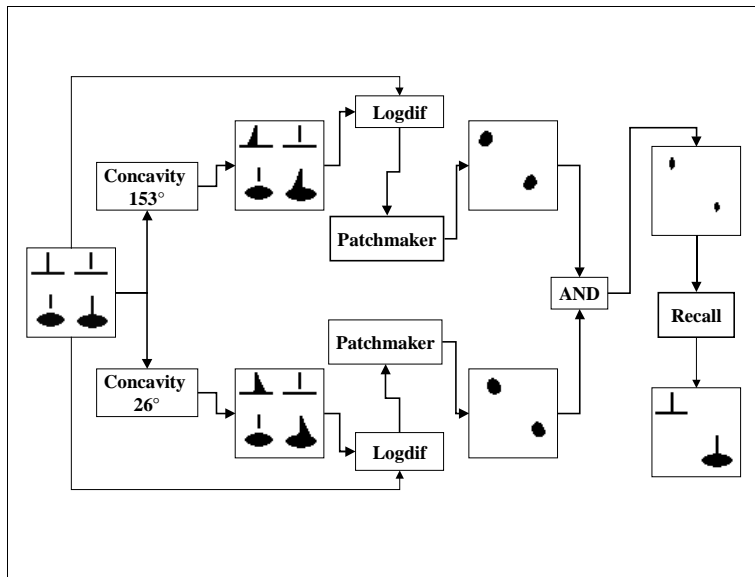 Logdif
Concavity
153°
Patchmaker
AND
Recall
Patchmaker
Concavity
26°
Logdif